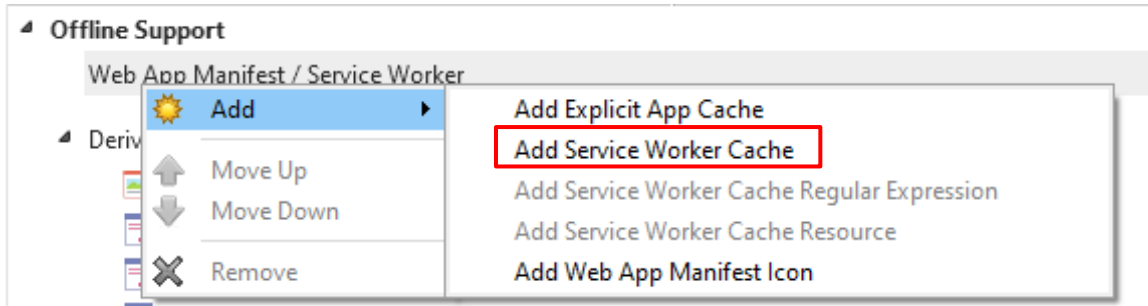 Offline Support
Web App Manifest / Service Worker
Add
Add Explicit App Cache
Deriv
Add Service Worker Cache
Move Up
Add Service Worker Cache Regular Expression
Move Down
Add Service Worker Cache Resource
Remove
Add Web App Manifest Icon